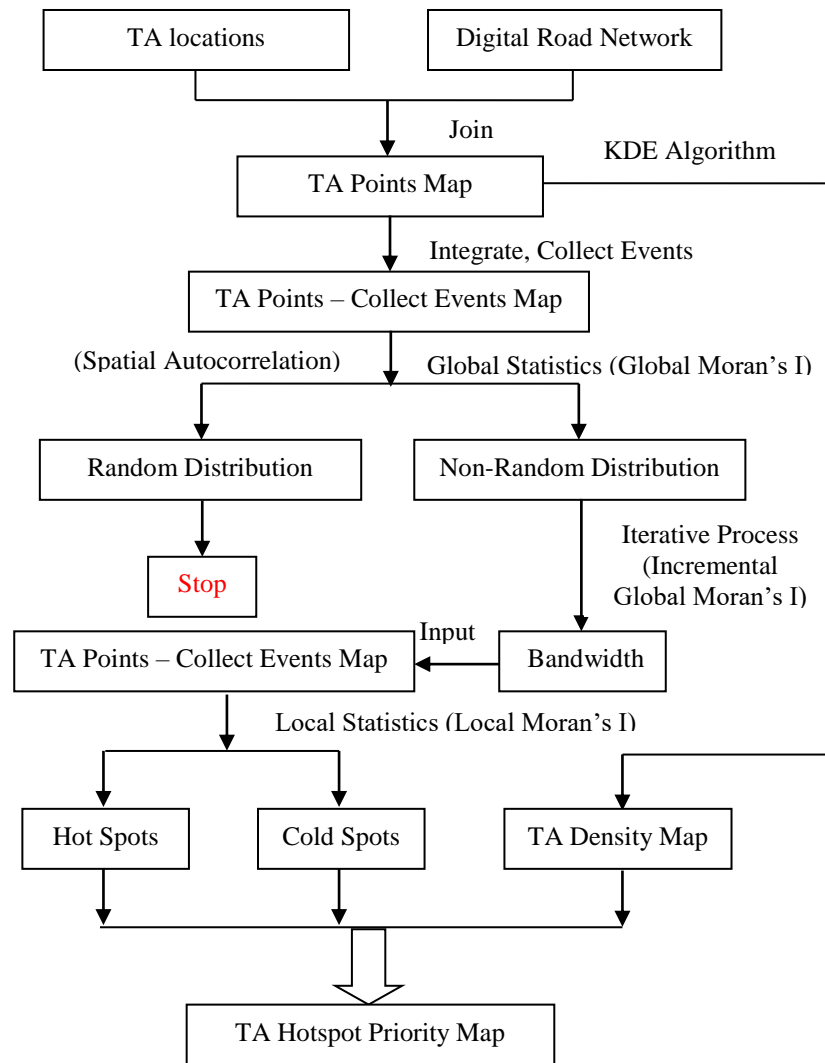 TA locations
Digital Road Network
Join
KDE Algorithm
TA Points Map
Integrate, Collect Events
TA Points – Collect Events Map
(Spatial Autocorrelation)
Global Statistics (Global Moran’s I)
Random Distribution
Non-Random Distribution
Iterative Process
(Incremental
Global Moran’s I)
Stop
Input
TA Points – Collect Events Map
Bandwidth
Local Statistics (Local Moran’s I)
Hot Spots
Cold Spots
TA Density Map
TA Hotspot Priority Map